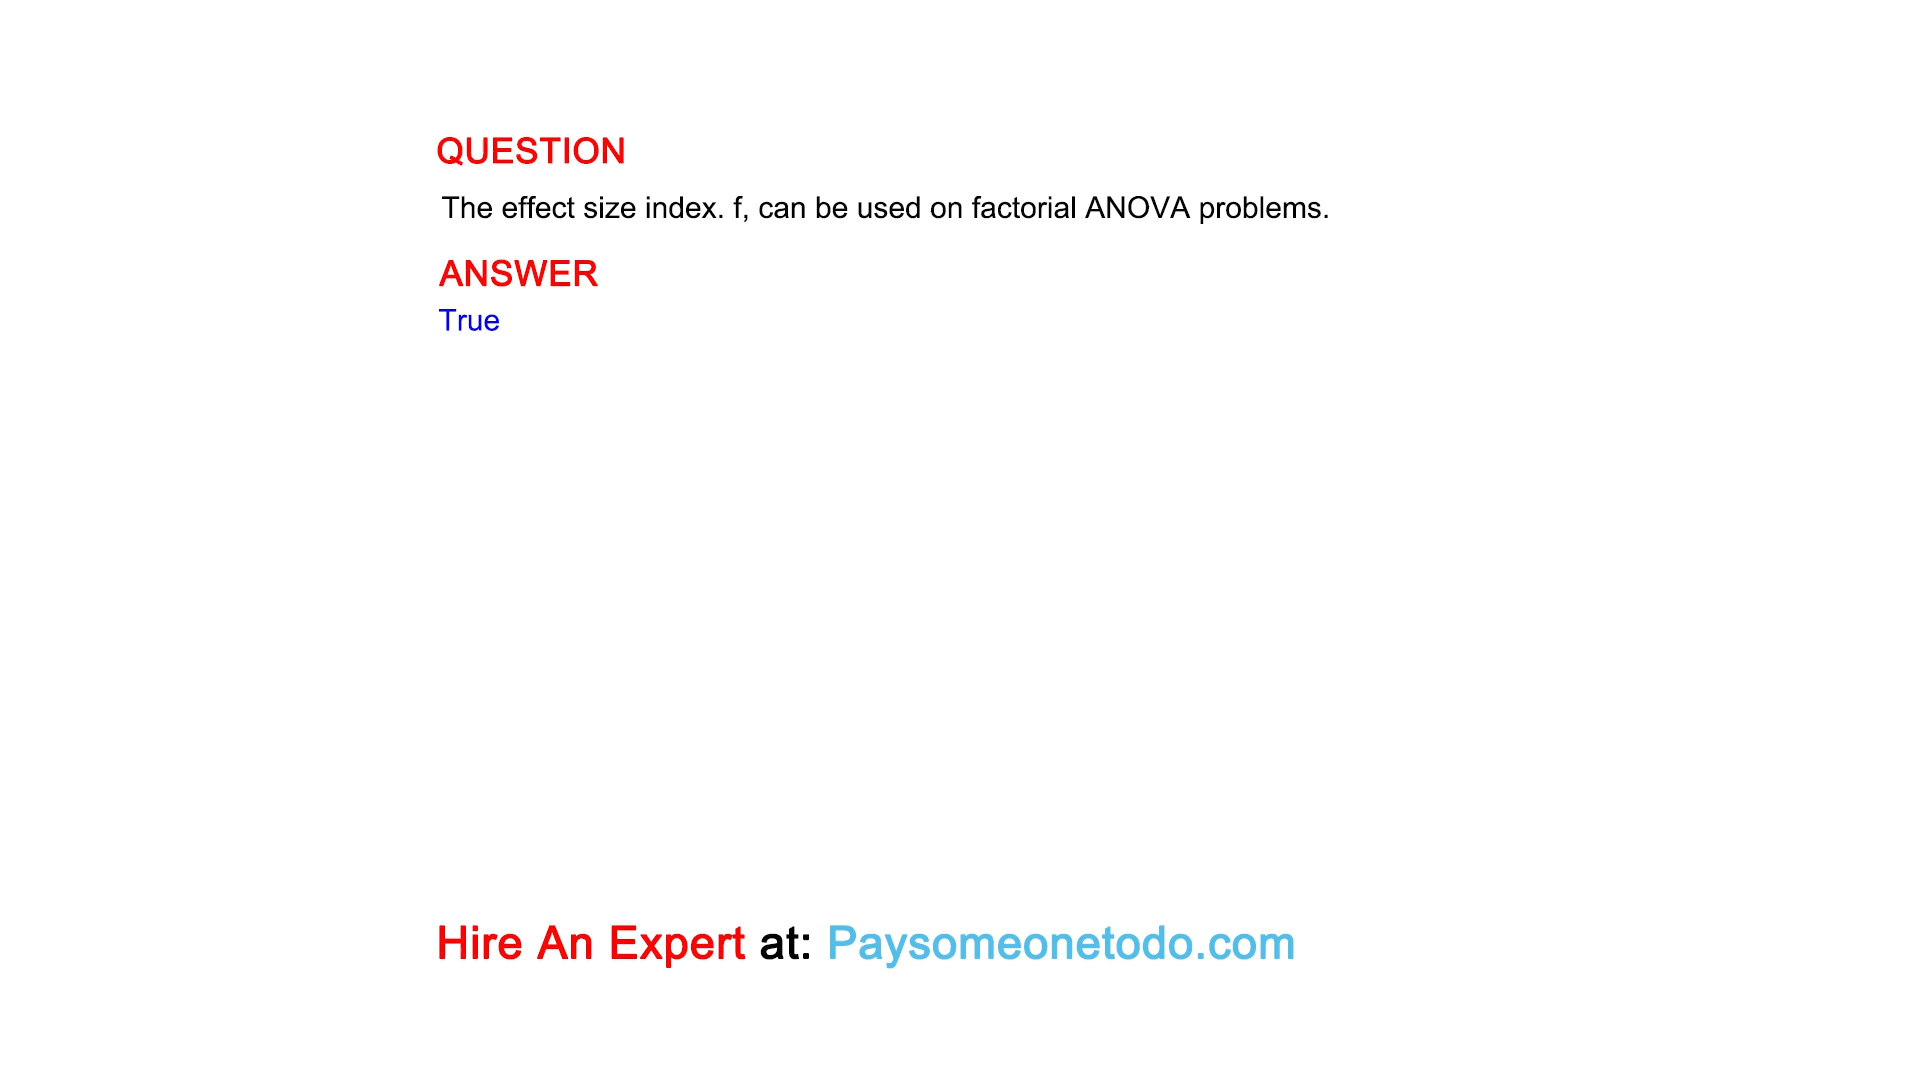 QUESTION
The effect size index. f, can be used on factorial ANOVA problems.
ANSWER
True
Hire An Expert at: Paysomeonetodo.com